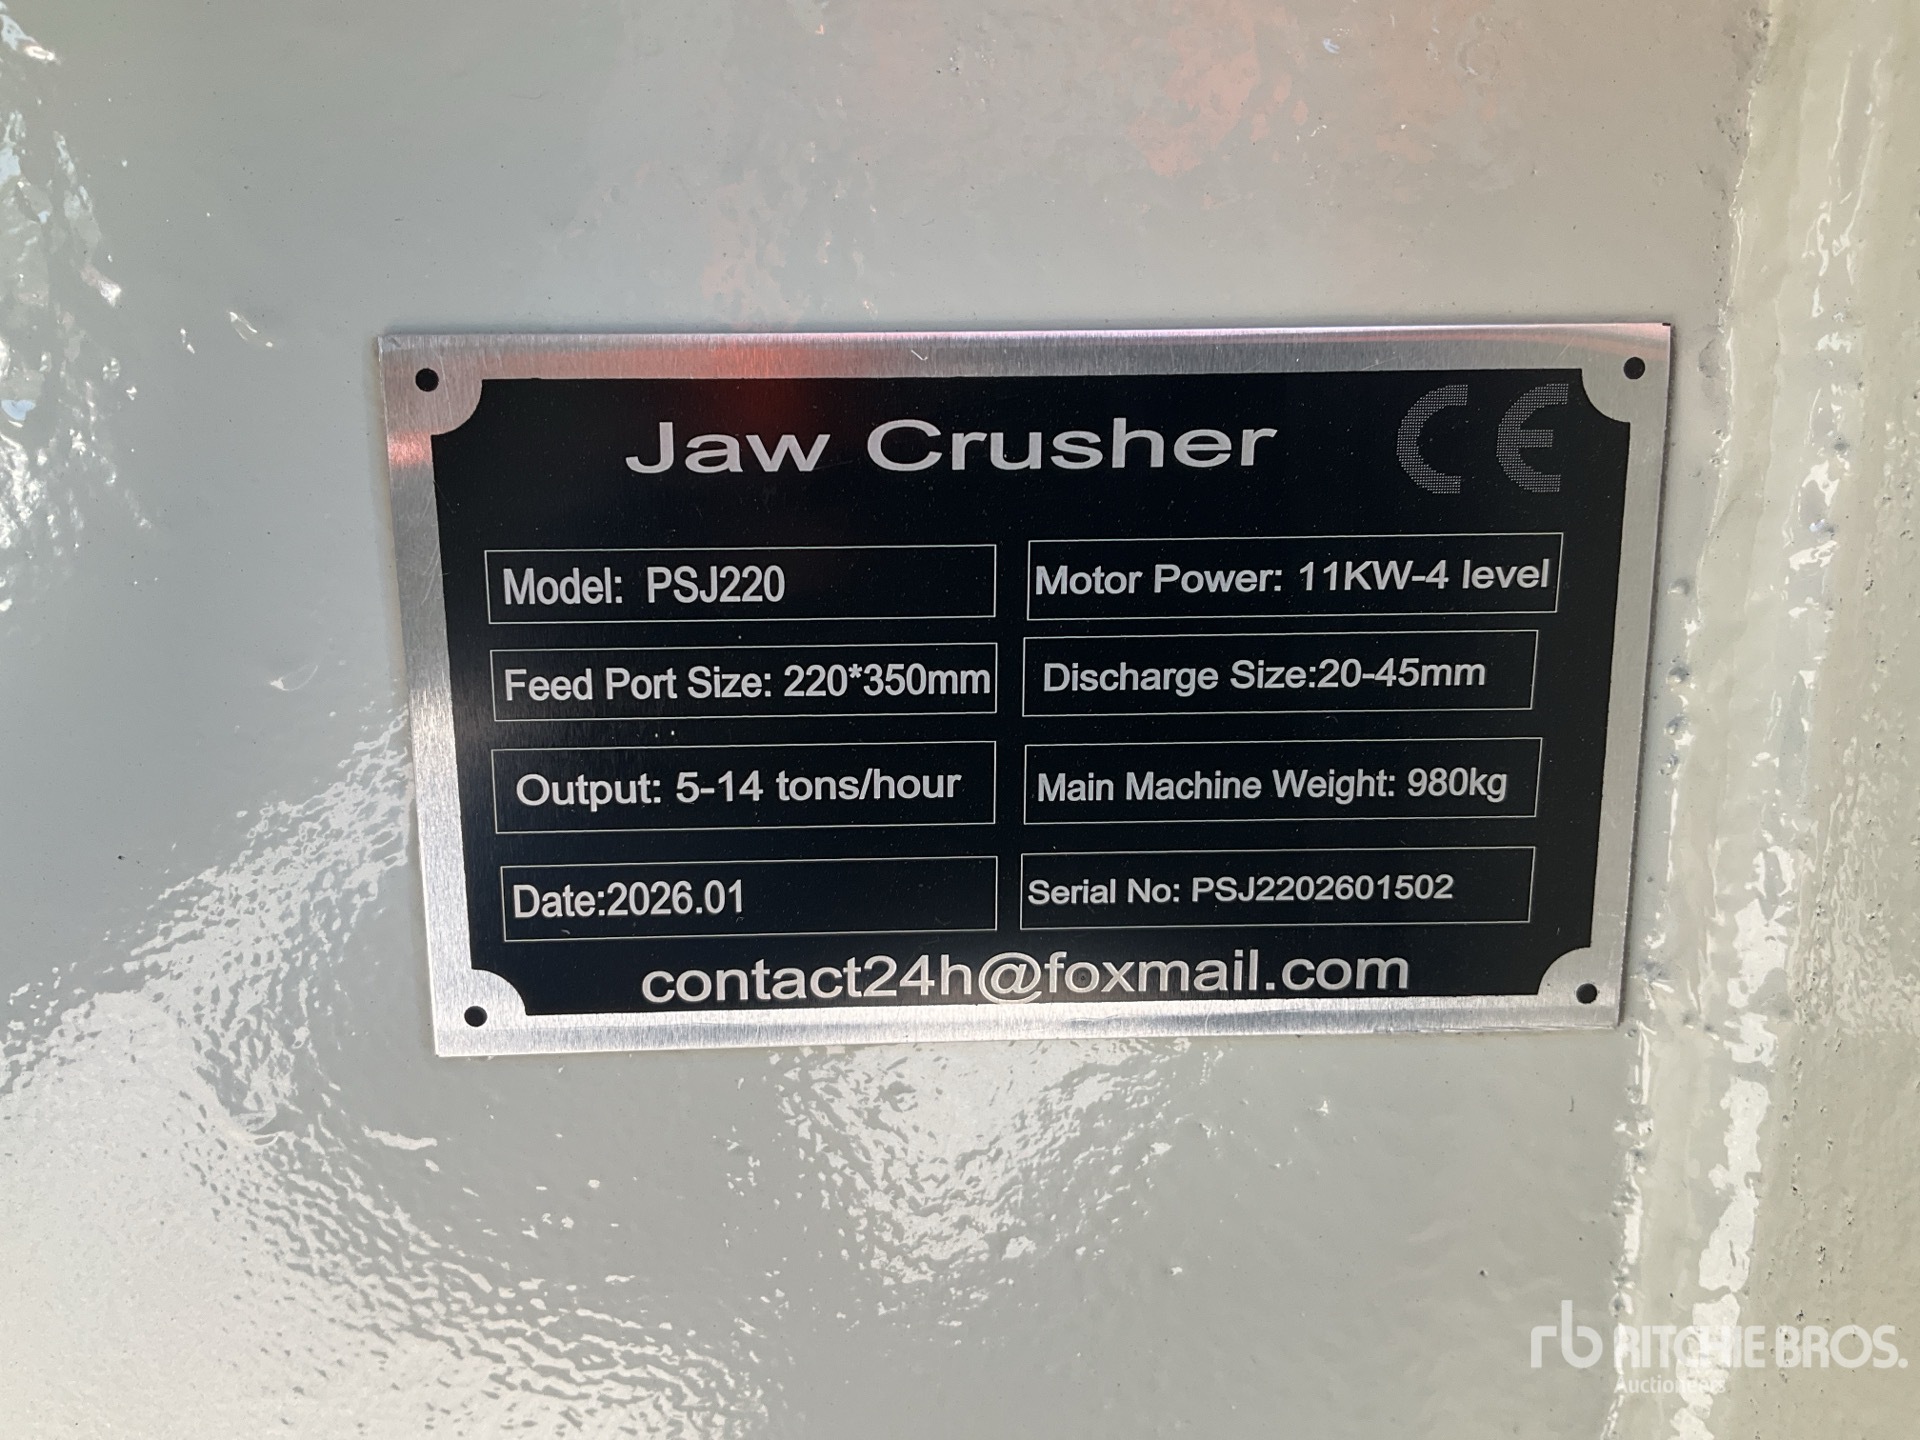 Jaw Crusher CE
Model: PSJ220
Motor Power: 11KW-4 level
Feed Port Size: 220*350mm
Discharge Size:20-45mm
Output: 5-14 tons/hour
Main Machine Weight: 980kg
Date:2026.01
Serial No: PSJ2202601502
contact24h@foxmail.com
rb RITCHIE BROS.
Auctioneers